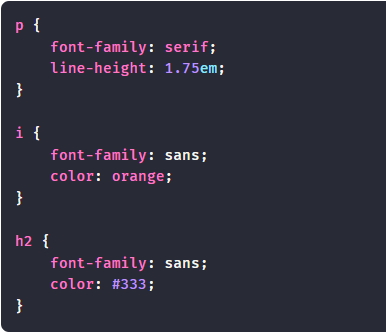 p {
    font-family: serif;
    line-height: 1.75em;
}

i {
    font-family: sans;
    color: orange;
}

h2 {
    font-family: sans;
    color: #333;
}